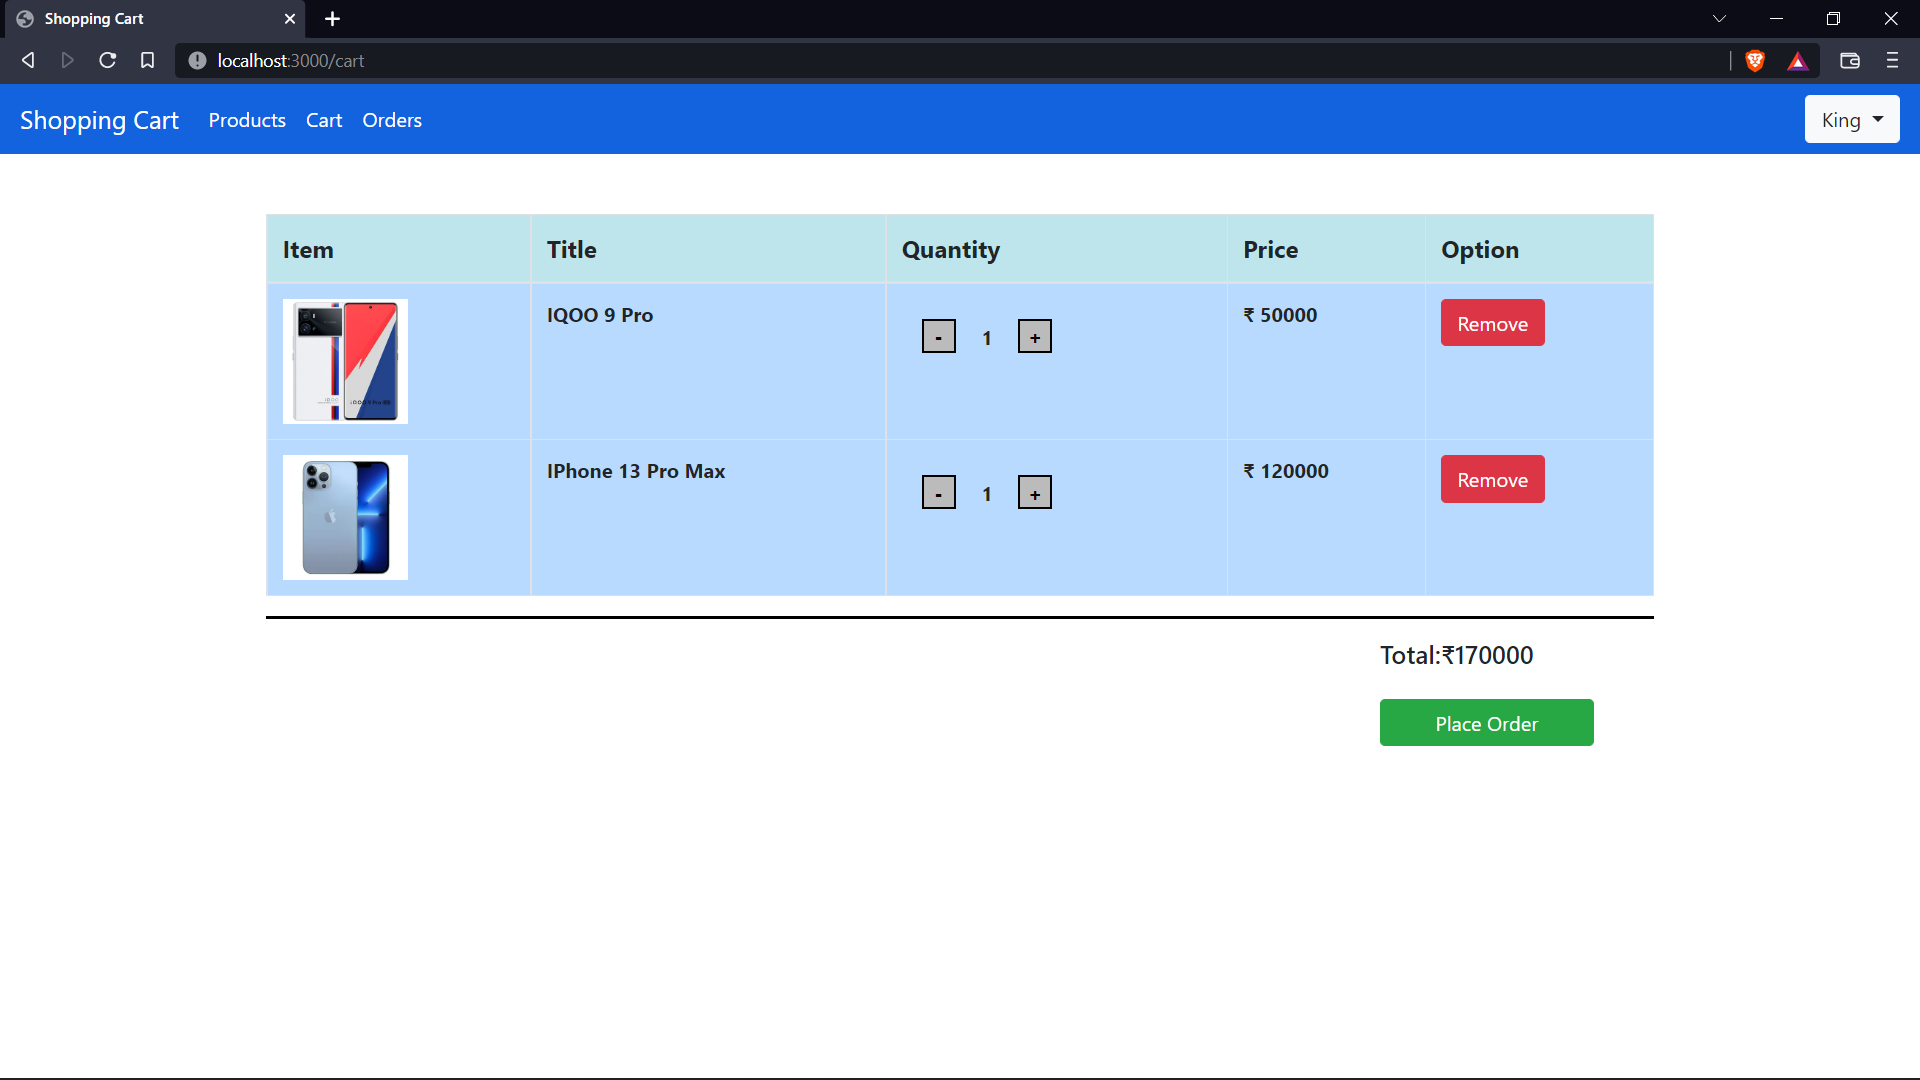 Shopping Cart
localhost:3000/cart
Shopping Cart Products Cart Orders King
Item Title Quantity Price Option
IQOO 9 Pro - 1 + ₹ 50000 Remove
IPhone 13 Pro Max - 1 + ₹ 120000 Remove
Total:₹170000
Place Order